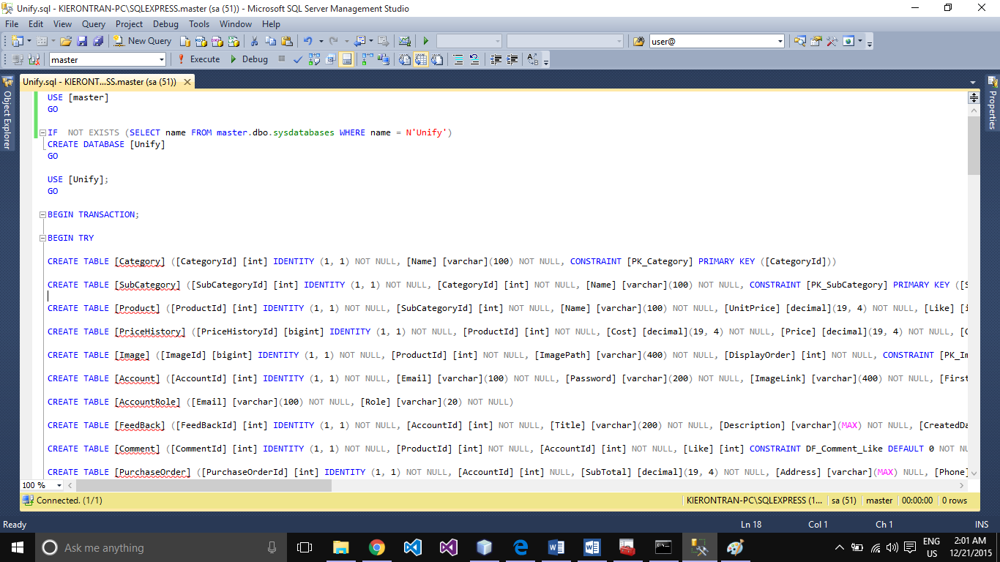 Unify.sql - KIERONTRAN-PC\SQLEXPRESS.master (sa (51)) - Microsoft SQL Server Management Studio
File Edit View Query Project Debug Tools Window Help
New Query user@
master Execute Debug
Unify.sql - KIERONT...SS.master (sa (51))
Object Explorer
Properties
USE [master]
GO
IF  NOT EXISTS (SELECT name FROM master.dbo.sysdatabases WHERE name = N'Unify')
CREATE DATABASE [Unify]
GO
USE [Unify];
GO
BEGIN TRANSACTION;
BEGIN TRY
CREATE TABLE [Category] ([CategoryId] [int] IDENTITY (1, 1) NOT NULL, [Name] [varchar](100) NOT NULL, CONSTRAINT [PK_Category] PRIMARY KEY ([CategoryId]))
CREATE TABLE [SubCategory] ([SubCategoryId] [int] IDENTITY (1, 1) NOT NULL, [CategoryId] [int] NOT NULL, [Name] [varchar](100) NOT NULL, CONSTRAINT [PK_SubCategory] PRIMARY KEY ([S
CREATE TABLE [Product] ([ProductId] [int] IDENTITY (1, 1) NOT NULL, [SubCategoryId] [int] NOT NULL, [Name] [varchar](100) NOT NULL, [UnitPrice] [decimal](19, 4) NOT NULL, [Like] [i
CREATE TABLE [PriceHistory] ([PriceHistoryId] [bigint] IDENTITY (1, 1) NOT NULL, [ProductId] [int] NOT NULL, [Cost] [decimal](19, 4) NOT NULL, [Price] [decimal](19, 4) NOT NULL, [C
CREATE TABLE [Image] ([ImageId] [bigint] IDENTITY (1, 1) NOT NULL, [ProductId] [int] NOT NULL, [ImagePath] [varchar](400) NOT NULL, [DisplayOrder] [int] NOT NULL, CONSTRAINT [PK_Im
CREATE TABLE [Account] ([AccountId] [int] IDENTITY (1, 1) NOT NULL, [Email] [varchar](100) NOT NULL, [Password] [varchar](200) NOT NULL, [ImageLink] [varchar](400) NOT NULL, [First
CREATE TABLE [AccountRole] ([Email] [varchar](100) NOT NULL, [Role] [varchar](20) NOT NULL)
CREATE TABLE [FeedBack] ([FeedBackId] [int] IDENTITY (1, 1) NOT NULL, [AccountId] [int] NOT NULL, [Title] [varchar](200) NOT NULL, [Description] [varchar](MAX) NOT NULL, [CreatedDa
CREATE TABLE [Comment] ([CommentId] [int] IDENTITY (1, 1) NOT NULL, [ProductId] [int] NOT NULL, [AccountId] [int] NOT NULL, [Like] [int] CONSTRAINT DF_Comment_Like DEFAULT 0 NOT NU
CREATE TABLE [PurchaseOrder] ([PurchaseOrderId] [int] IDENTITY (1, 1) NOT NULL, [AccountId] [int] NULL, [SubTotal] [decimal](19, 4) NOT NULL, [Address] [varchar](MAX) NULL, [Phone]
100 %
Connected. (1/1) KIERONTRAN-PC\SQLEXPRESS (1... sa (51) master 00:00:00 0 rows
Ready Ln 18 Col 1 Ch 1 INS
Ask me anything ENG 2:01 AM
US 12/21/2015